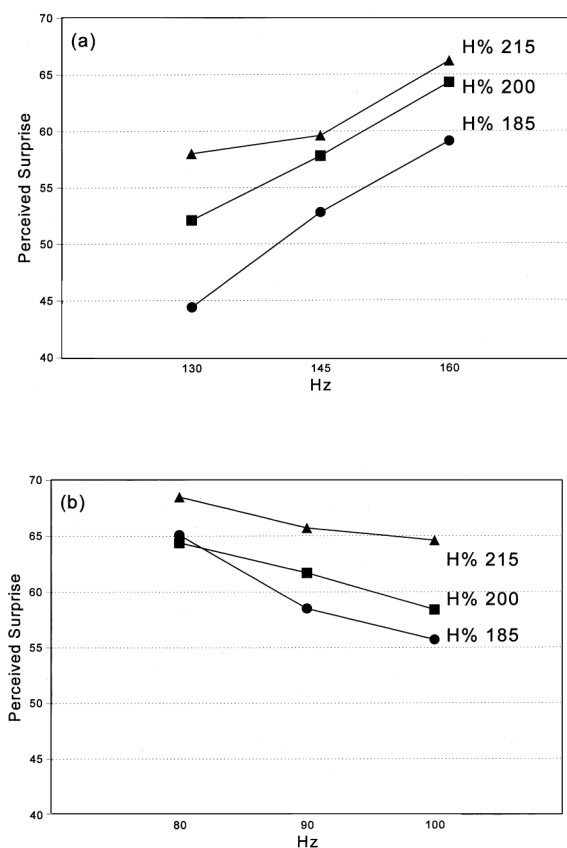 (a)
Perceived Surprise
70
65
60
55
50
45
40
H% 215
H% 200
H% 185
130 145 160
Hz
(b)
Perceived Surprise
70
65
60
55
50
45
40
H% 215
H% 200
H% 185
80 90 100
Hz